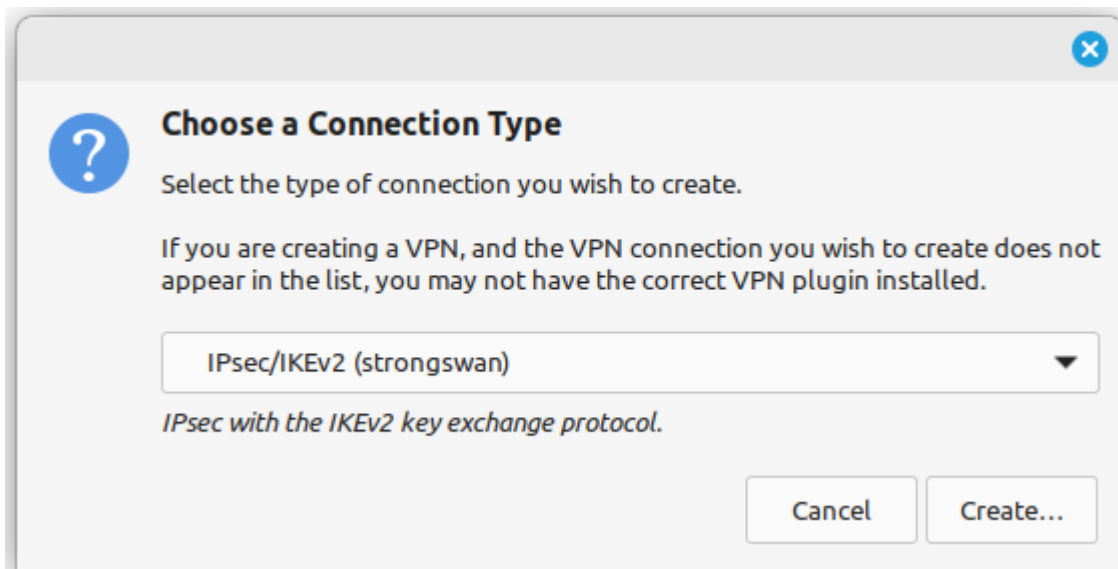 Choose a Connection Type
Select the type of connection you wish to create.
If you are creating a VPN, and the VPN connection you wish to create does not
appear in the list, you may not have the correct VPN plugin installed.
IPsec/IKEv2 (strongswan)
IPsec with the IKEv2 key exchange protocol.
Cancel
Create…